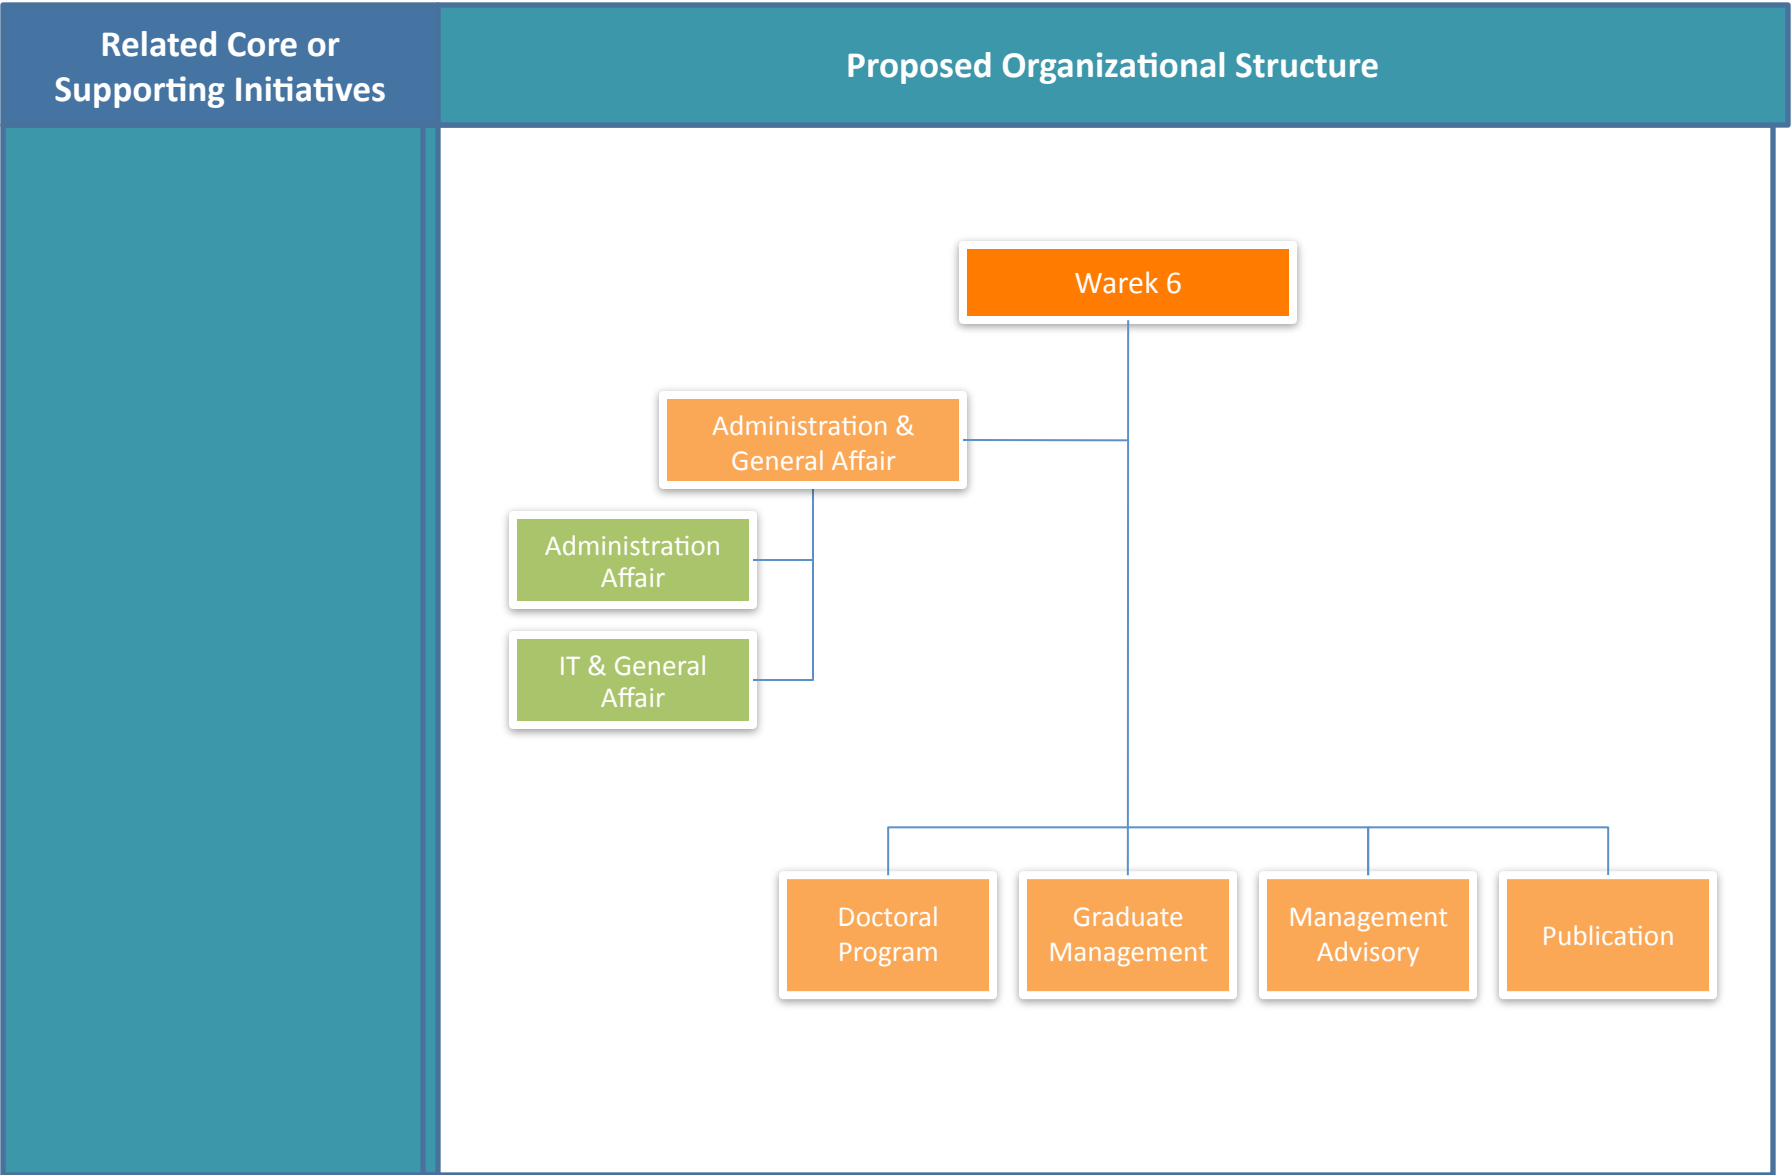 Related Core or
Supporting Initiatives
Proposed Organizational Structure
Warek 6
Administration &
General Affair
Administration
Affair
IT & General
Affair
Doctoral
Program
Graduate
Management
Management
Advisory
Publication